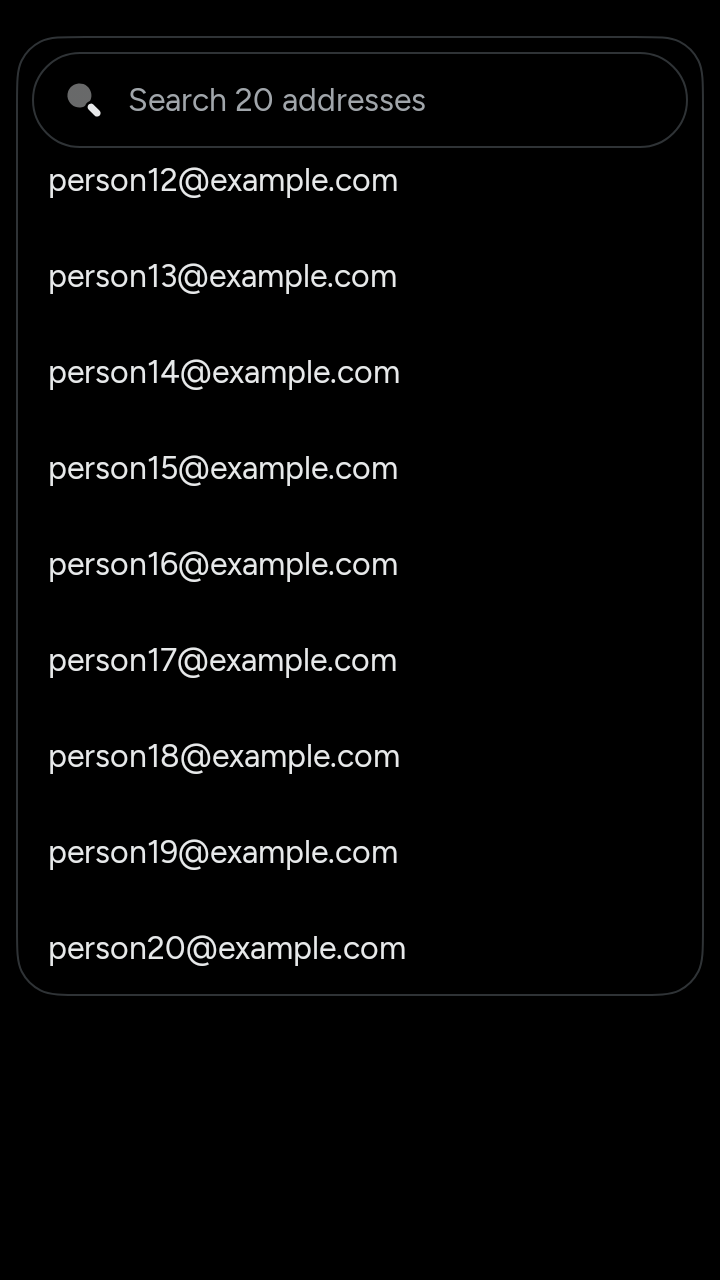 Search 20 addresses
person12@example.com
person13@example.com
person14@example.com
person15@example.com
person16@example.com
person17@example.com
person18@example.com
person19@example.com
person20@example.com